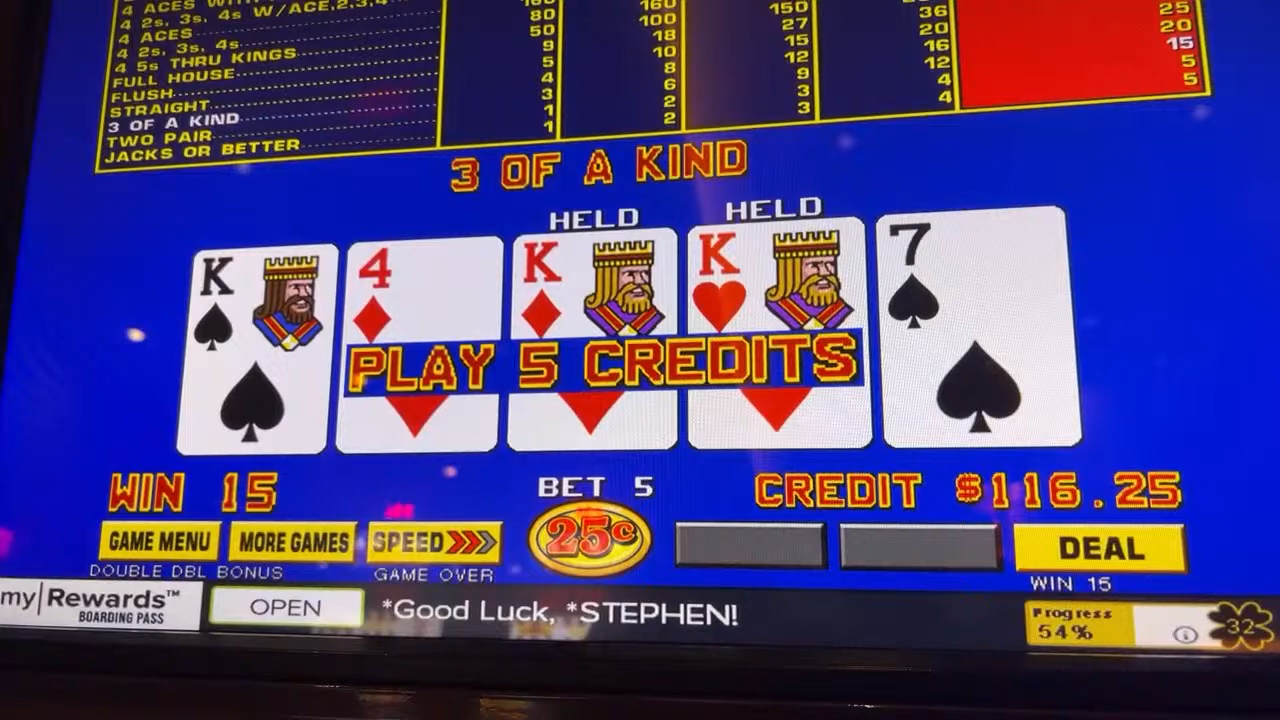 4 2s, 3s, 4s W/ACE,2,3,4 80 100 150 36 25
4 ACES 50 18 27 20 20
4 2s, 3s, 4s 9 10 15 16 15
4 5s THRU KINGS 5 8 12 12 5
FULL HOUSE 4 6 9 4 5
FLUSH 3 2 3 4
STRAIGHT 1 2 3
3 OF A KIND 1
TWO PAIR
JACKS OR BETTER
3 OF A KIND
HELD HELD
K 4 K K 7
PLAY 5 CREDITS
WIN 15 BET 5 CREDIT $116.25
GAME MENU MORE GAMES SPEED 25¢ DEAL
DOUBLE DBL BONUS GAME OVER WIN 15
my|Rewards™
BOARDING PASS
OPEN
*Good Luck, *STEPHEN!
Progress
54%
32